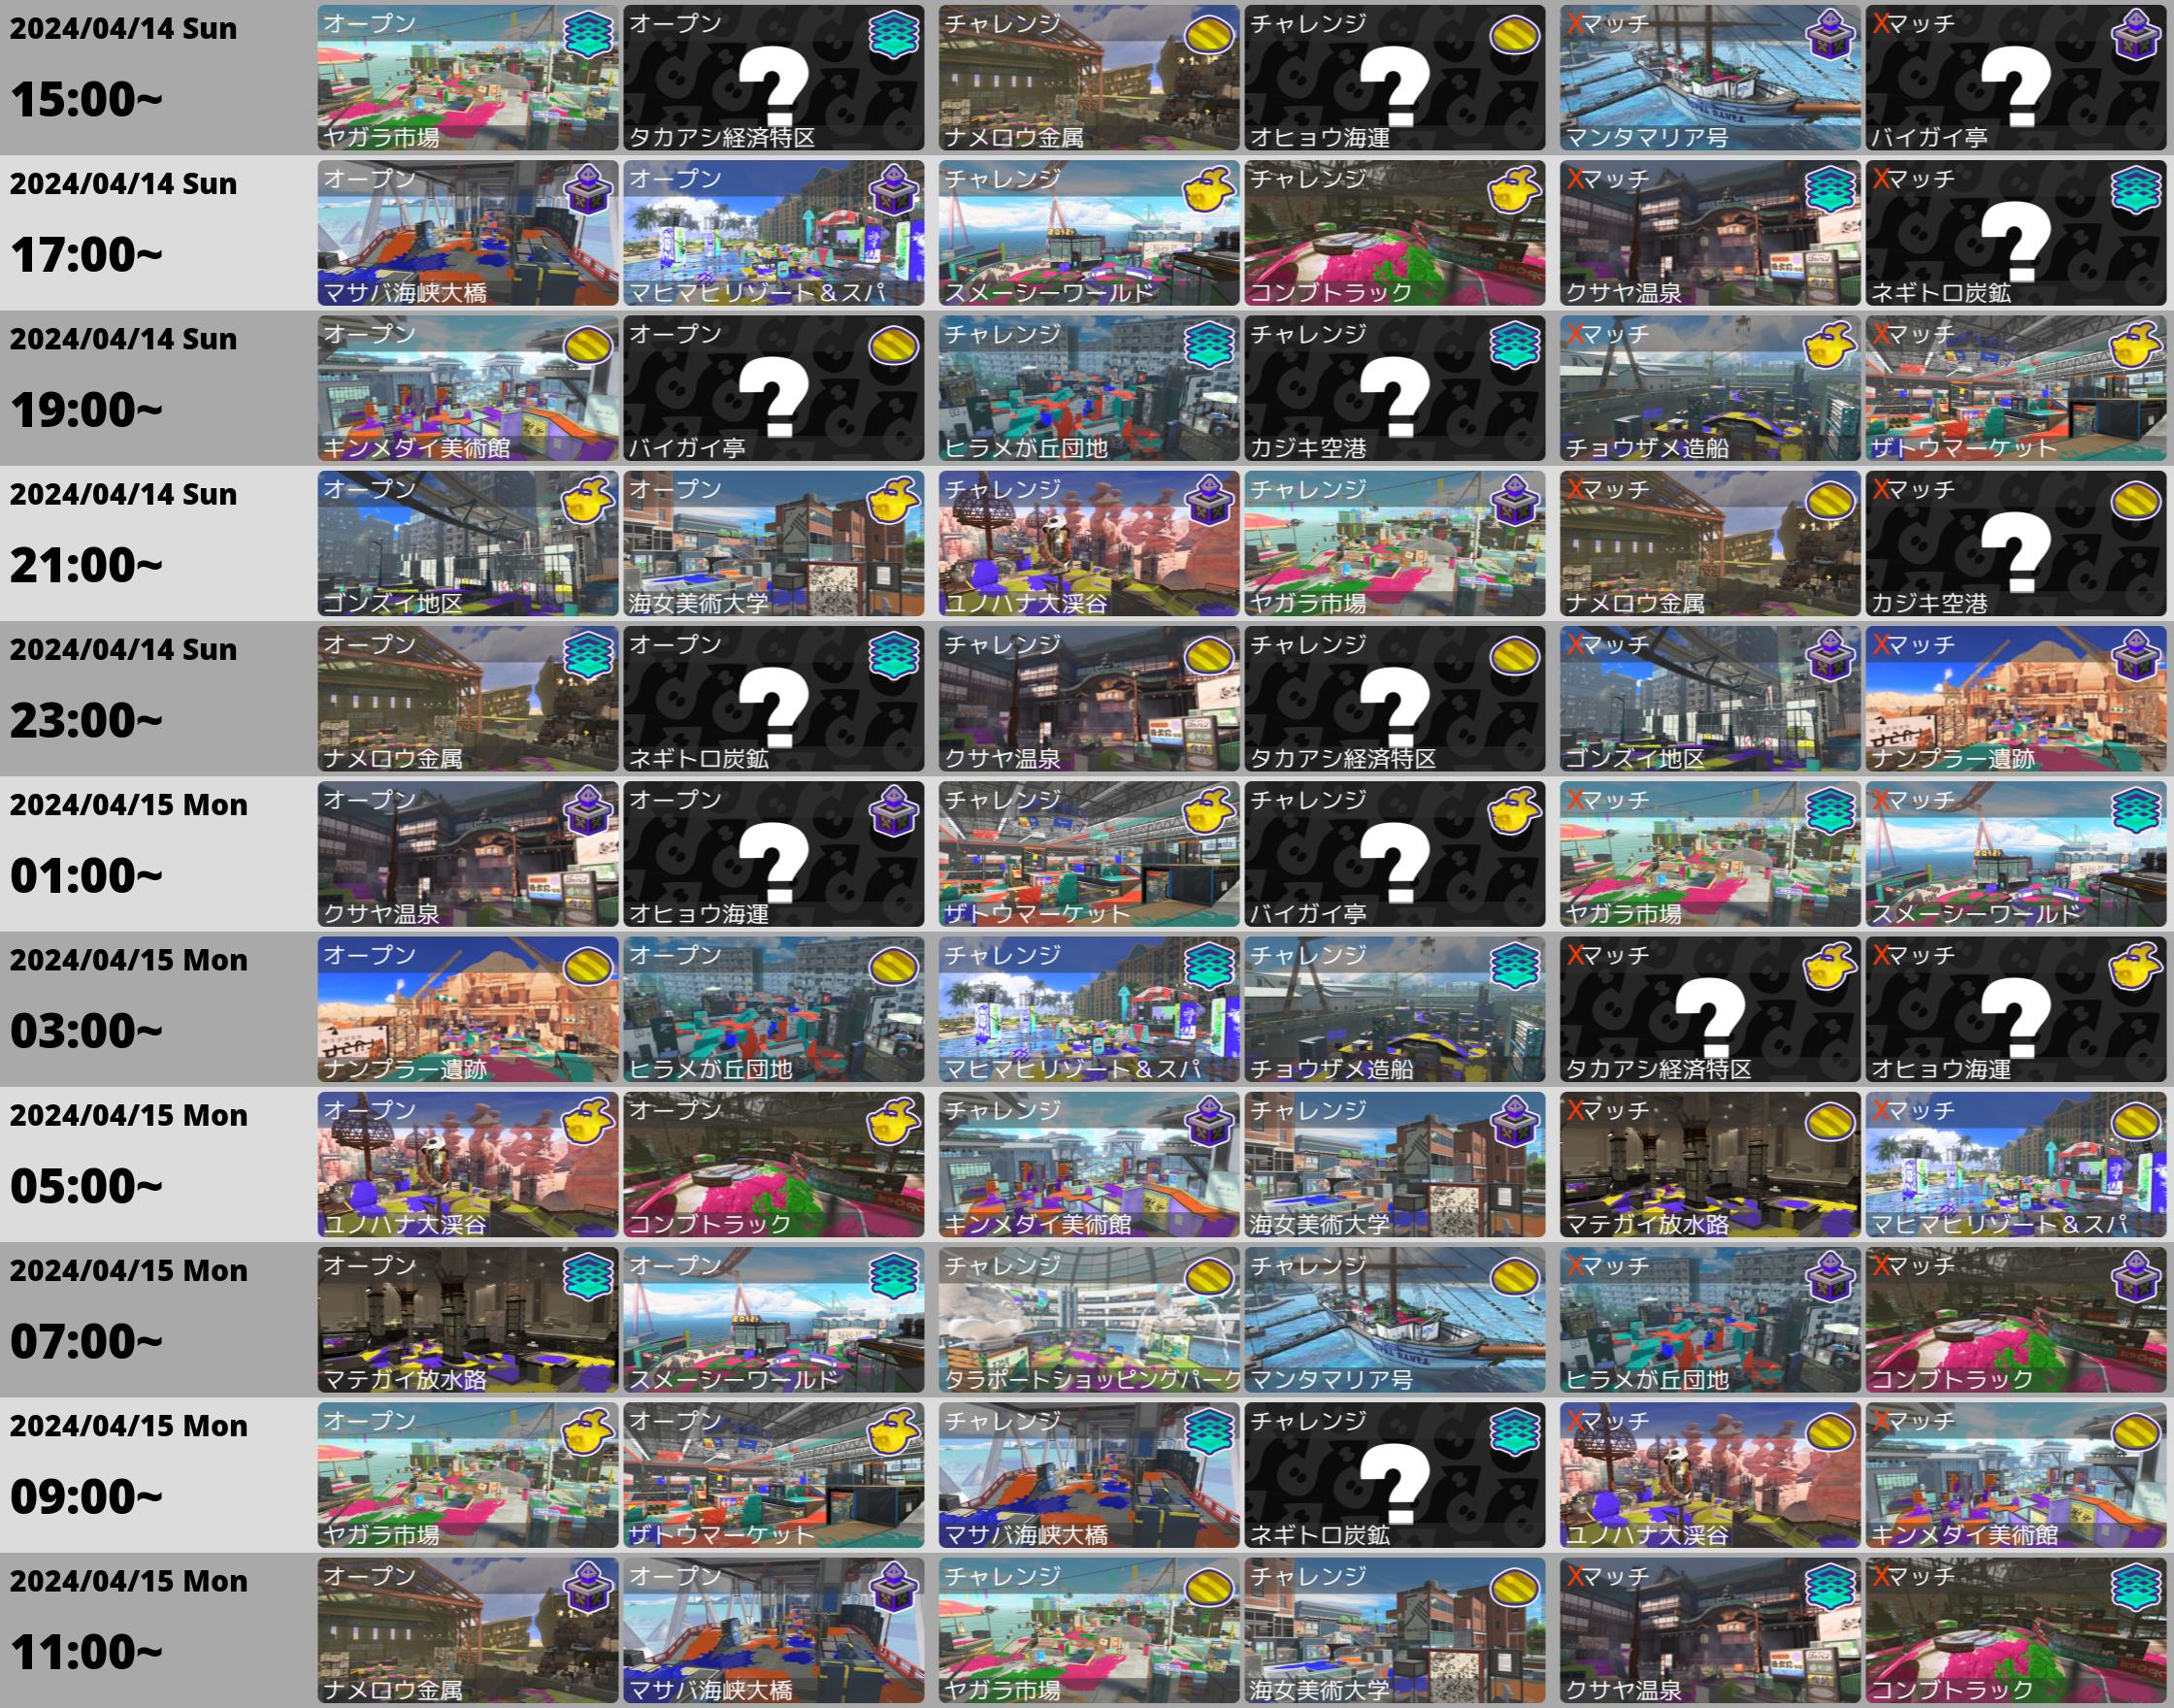 2024/04/14 Sun
15:00~
オープン
ヤガラ市場
オープン
タカアシ経済特区
チャレンジ
ナメロウ金属
チャレンジ
オヒョウ海運
Xマッチ
マンタマリア号
Xマッチ
バイガイ亭
2024/04/14 Sun
17:00~
オープン
マサバ海峡大橋
オープン
マヒマヒリゾート＆スパ
チャレンジ
スメーシーワールド
チャレンジ
コンブトラック
Xマッチ
クサヤ温泉
Xマッチ
ネギトロ炭鉱
2024/04/14 Sun
19:00~
オープン
キンメダイ美術館
オープン
バイガイ亭
チャレンジ
ヒラメが丘団地
チャレンジ
カジキ空港
Xマッチ
チョウザメ造船
Xマッチ
ザトウマーケット
2024/04/14 Sun
21:00~
オープン
ゴンズイ地区
オープン
海女美術大学
チャレンジ
ユノハナ大渓谷
チャレンジ
ヤガラ市場
Xマッチ
ナメロウ金属
Xマッチ
カジキ空港
2024/04/14 Sun
23:00~
オープン
ナメロウ金属
オープン
ネギトロ炭鉱
チャレンジ
クサヤ温泉
チャレンジ
タカアシ経済特区
Xマッチ
ゴンズイ地区
Xマッチ
ナンプラー遺跡
2024/04/15 Mon
01:00~
オープン
クサヤ温泉
オープン
オヒョウ海運
チャレンジ
ザトウマーケット
チャレンジ
バイガイ亭
Xマッチ
ヤガラ市場
Xマッチ
スメーシーワールド
2024/04/15 Mon
03:00~
オープン
ナンプラー遺跡
オープン
ヒラメが丘団地
チャレンジ
マヒマヒリゾート＆スパ
チャレンジ
チョウザメ造船
Xマッチ
タカアシ経済特区
Xマッチ
オヒョウ海運
2024/04/15 Mon
05:00~
オープン
ユノハナ大渓谷
オープン
コンブトラック
チャレンジ
キンメダイ美術館
チャレンジ
海女美術大学
Xマッチ
マテガイ放水路
Xマッチ
マヒマヒリゾート＆スパ
2024/04/15 Mon
07:00~
オープン
マテガイ放水路
オープン
スメーシーワールド
チャレンジ
タラポートショッピングパーク
チャレンジ
マンタマリア号
Xマッチ
ヒラメが丘団地
Xマッチ
コンブトラック
2024/04/15 Mon
09:00~
オープン
ヤガラ市場
オープン
ザトウマーケット
チャレンジ
マサバ海峡大橋
チャレンジ
ネギトロ炭鉱
Xマッチ
ユノハナ大渓谷
Xマッチ
キンメダイ美術館
2024/04/15 Mon
11:00~
オープン
ナメロウ金属
オープン
マサバ海峡大橋
チャレンジ
ヤガラ市場
チャレンジ
海女美術大学
Xマッチ
クサヤ温泉
Xマッチ
コンブトラック